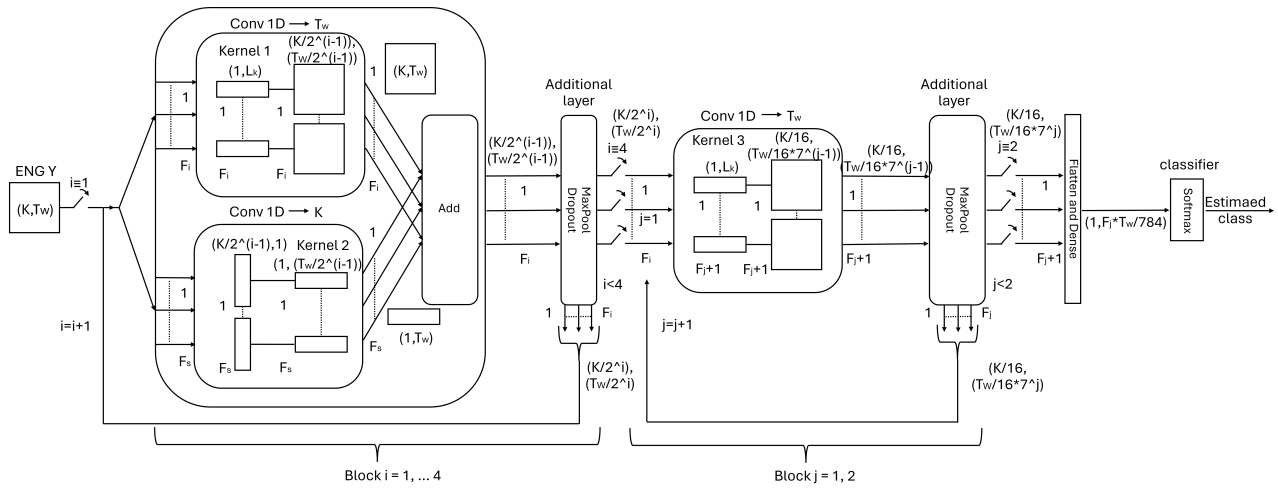 ENG Y
(K,Tw)
i≡1
i=i+1
Conv 1D → Tw
Kernel 1
(K/2^(i-1)),
(Tw/2^(i-1))
(1,Lk)
1
1
1
Fi
Fi
Fi
1
Fi
(K,Tw)
Conv 1D → K
Kernel 2
(K/2^(i-1),1)
(1, (Tw/2^(i-1))
1
1
1
Fs
Fs
Fs
1
Fs
(1,Tw)
Add
(K/2^(i-1)),
(Tw/2^(i-1))
1
Fi
Additional
layer
MaxPool
Dropout
(K/2^i),
(Tw/2^i)
i≡4
1
j=1
Fi
i<4
1
Fi
(K/2^i),
(Tw/2^i)
Block i = 1, ... 4
Conv 1D → Tw
Kernel 3
(K/16,
(Tw/16*7^(j-1))
(1,Lk)
1
1
Fj+1
Fj+1
(K/16,
(Tw/16*7^(j-1))
1
Fj+1
j=j+1
Additional
layer
MaxPool
Dropout
(K/16,
(Tw/16*7^j)
j≡2
1
Fj+1
j<2
1
Fj
(K/16,
(Tw/16*7^j)
Block j = 1, 2
Flatten and Dense
(1,Fj*Tw/784)
classifier
Softmax
Estimaed
class